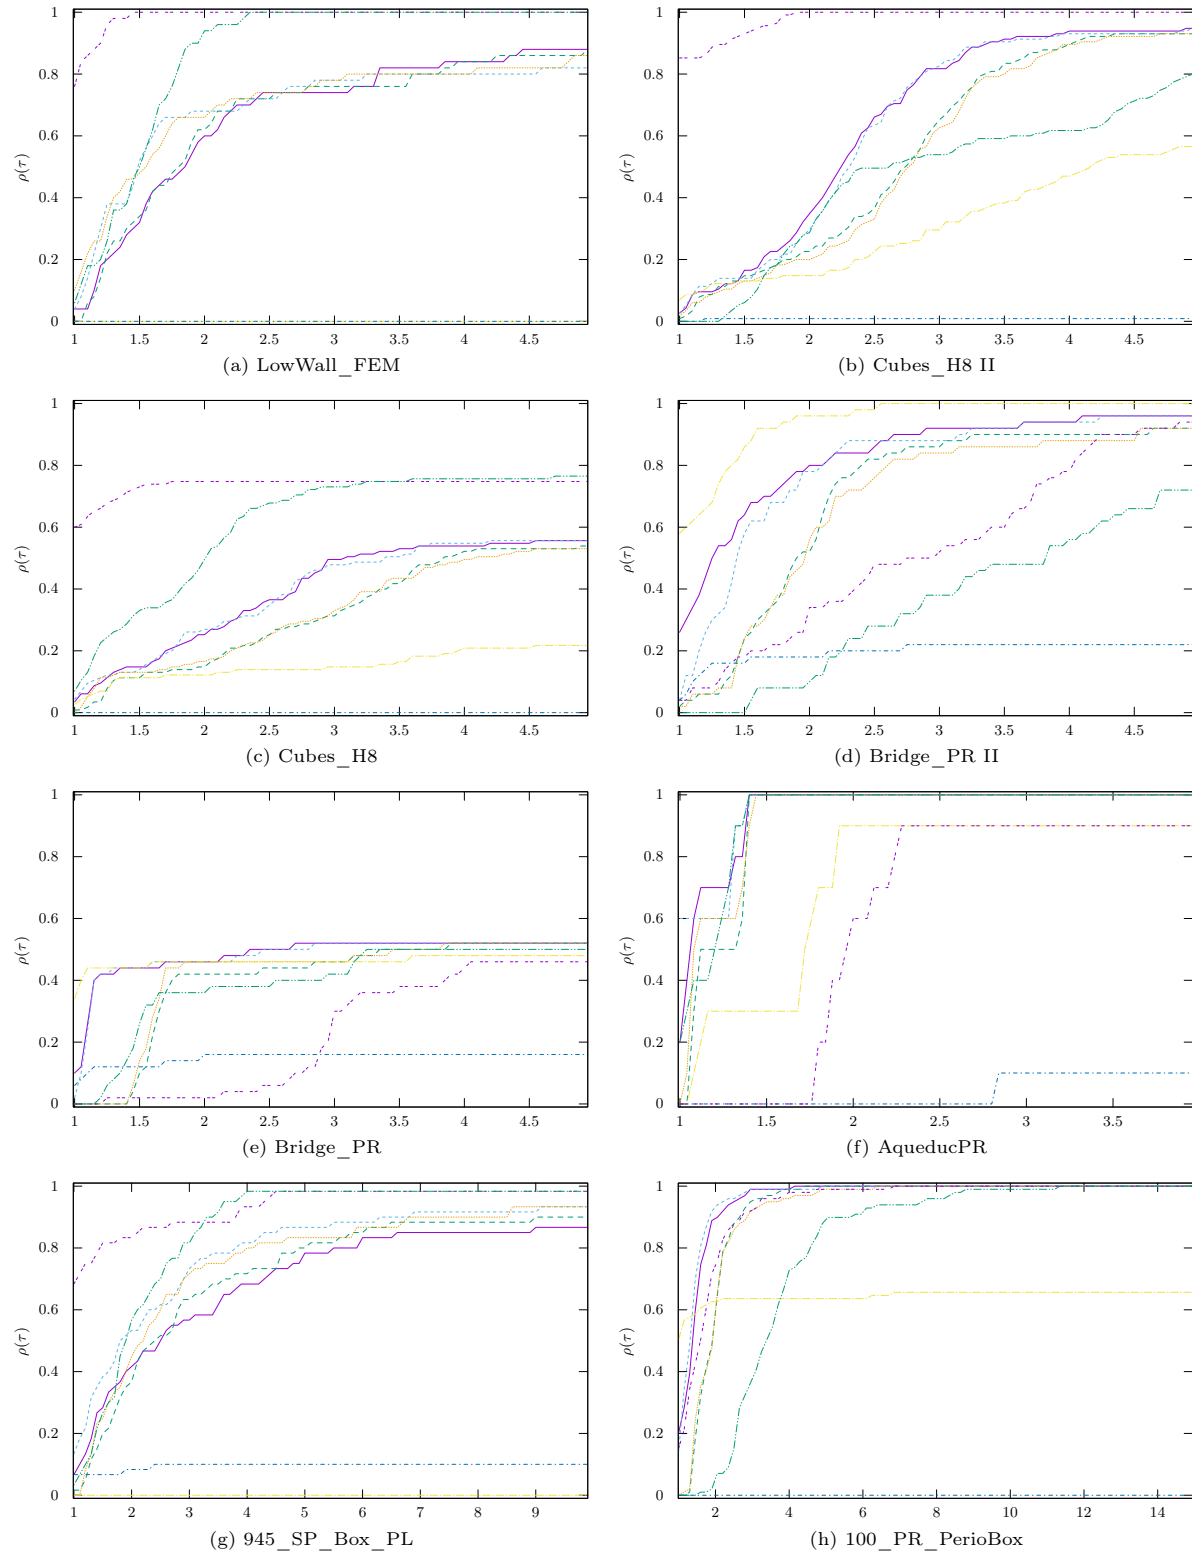 1
0.8
0.6
0.4
0.2
0
ρ(τ)
1 1.5 2 2.5 3 3.5 4 4.5
(a) LowWall_FEM
1
0.8
0.6
0.4
0.2
0
ρ(τ)
1 1.5 2 2.5 3 3.5 4 4.5
(b) Cubes_H8 II
1
0.8
0.6
0.4
0.2
0
ρ(τ)
1 1.5 2 2.5 3 3.5 4 4.5
(c) Cubes_H8
1
0.8
0.6
0.4
0.2
0
ρ(τ)
1 1.5 2 2.5 3 3.5 4 4.5
(d) Bridge_PR II
1
0.8
0.6
0.4
0.2
0
ρ(τ)
1 1.5 2 2.5 3 3.5 4 4.5
(e) Bridge_PR
1
0.8
0.6
0.4
0.2
0
ρ(τ)
1 1.5 2 2.5 3 3.5
(f) AqueducPR
1
0.8
0.6
0.4
0.2
0
ρ(τ)
1 2 3 4 5 6 7 8 9
(g) 945_SP_Box_PL
1
0.8
0.6
0.4
0.2
0
ρ(τ)
2 4 6 8 10 12 14
(h) 100_PR_PerioBox